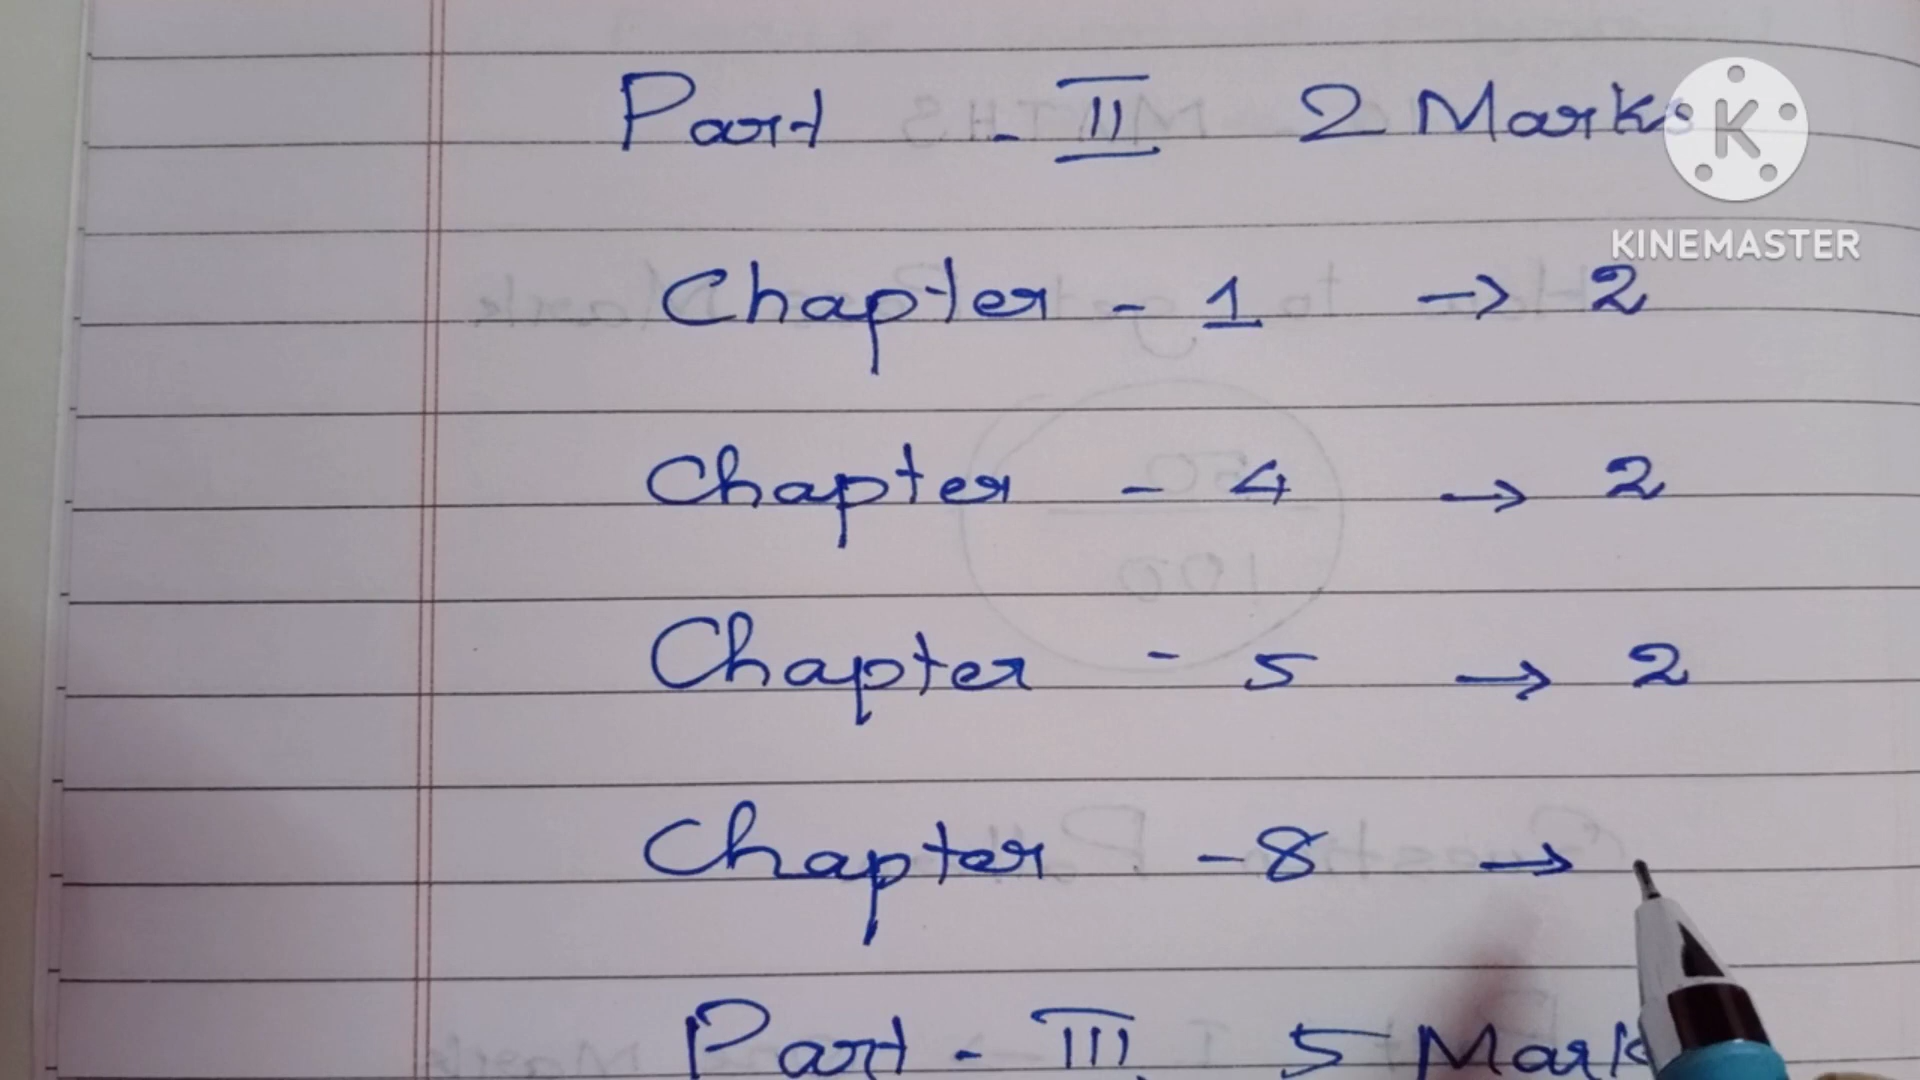 Part - II 2 Marks
KINEMASTER
Chapter - 1 → 2
Chapter - 4 → 2
Chapter - 5 → 2
Chapter - 8 →
Part - III 5 Mark